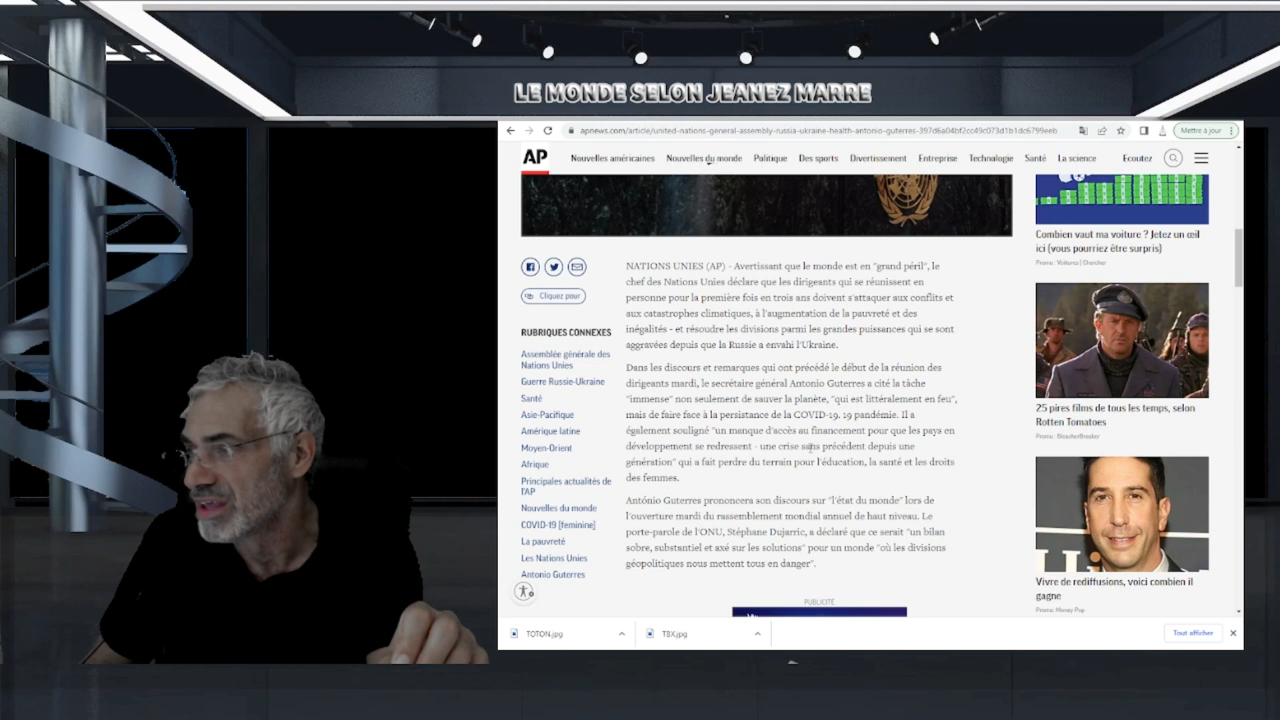 LE MONDE SELON JEANEZ MARRE
apnews.com/article/united-nations-general-assembly-russia-ukraine-health-antonio-guterres-397d6a04bf2cc49c073d1b1dc6799eeb
Mettre à jour
AP
Nouvelles américaines Nouvelles du monde Politique Des sports Divertissement Entreprise Technologie Santé La science Ecoutez
Cliquez pour
RUBRIQUES CONNEXES
Assemblée générale des
Nations Unies
Guerre Russie-Ukraine
Santé
Asie-Pacifique
Amérique latine
Moyen-Orient
Afrique
Principales actualités de
l'AP
Nouvelles du monde
COVID-19 [feminine]
La pauvreté
Les Nations Unies
Antonio Guterres
NATIONS UNIES (AP) - Avertissant que le monde est en "grand péril", le
chef des Nations Unies déclare que les dirigeants qui se réunissent en
personne pour la première fois en trois ans doivent s'attaquer aux conflits et
aux catastrophes climatiques, à l'augmentation de la pauvreté et des
inégalités - et résoudre les divisions parmi les grandes puissances qui se sont
aggravées depuis que la Russie a envahi l'Ukraine.
Dans les discours et remarques qui ont précédé le début de la réunion des
dirigeants mardi, le secrétaire général Antonio Guterres a cité la tâche
"immense" non seulement de sauver la planète, "qui est littéralement en feu",
mais de faire face à la persistance de la COVID-19. 19 pandémie. Il a
également souligné "un manque d'accès au financement pour que les pays en
développement se redressent - une crise sans précédent depuis une
génération" qui a fait perdre du terrain pour l'éducation, la santé et les droits
des femmes.
António Guterres prononcera son discours sur "l'état du monde" lors de
l'ouverture mardi du rassemblement mondial annuel de haut niveau. Le
porte-parole de l'ONU, Stéphane Dujarric, a déclaré que ce serait "un bilan
sobre, substantiel et axé sur les solutions" pour un monde "où les divisions
géopolitiques nous mettent tous en danger".
PUBLICITÉ
Combien vaut ma voiture ? Jetez un œil
ici (vous pourriez être surpris)
Promu: Voitures | Chercher
25 pires films de tous les temps, selon
Rotten Tomatoes
Promu: BleacherBreaker
Vivre de rediffusions, voici combien il
gagne
Promu: Money Pop
TOTON.jpg
TBX.jpg
Tout afficher